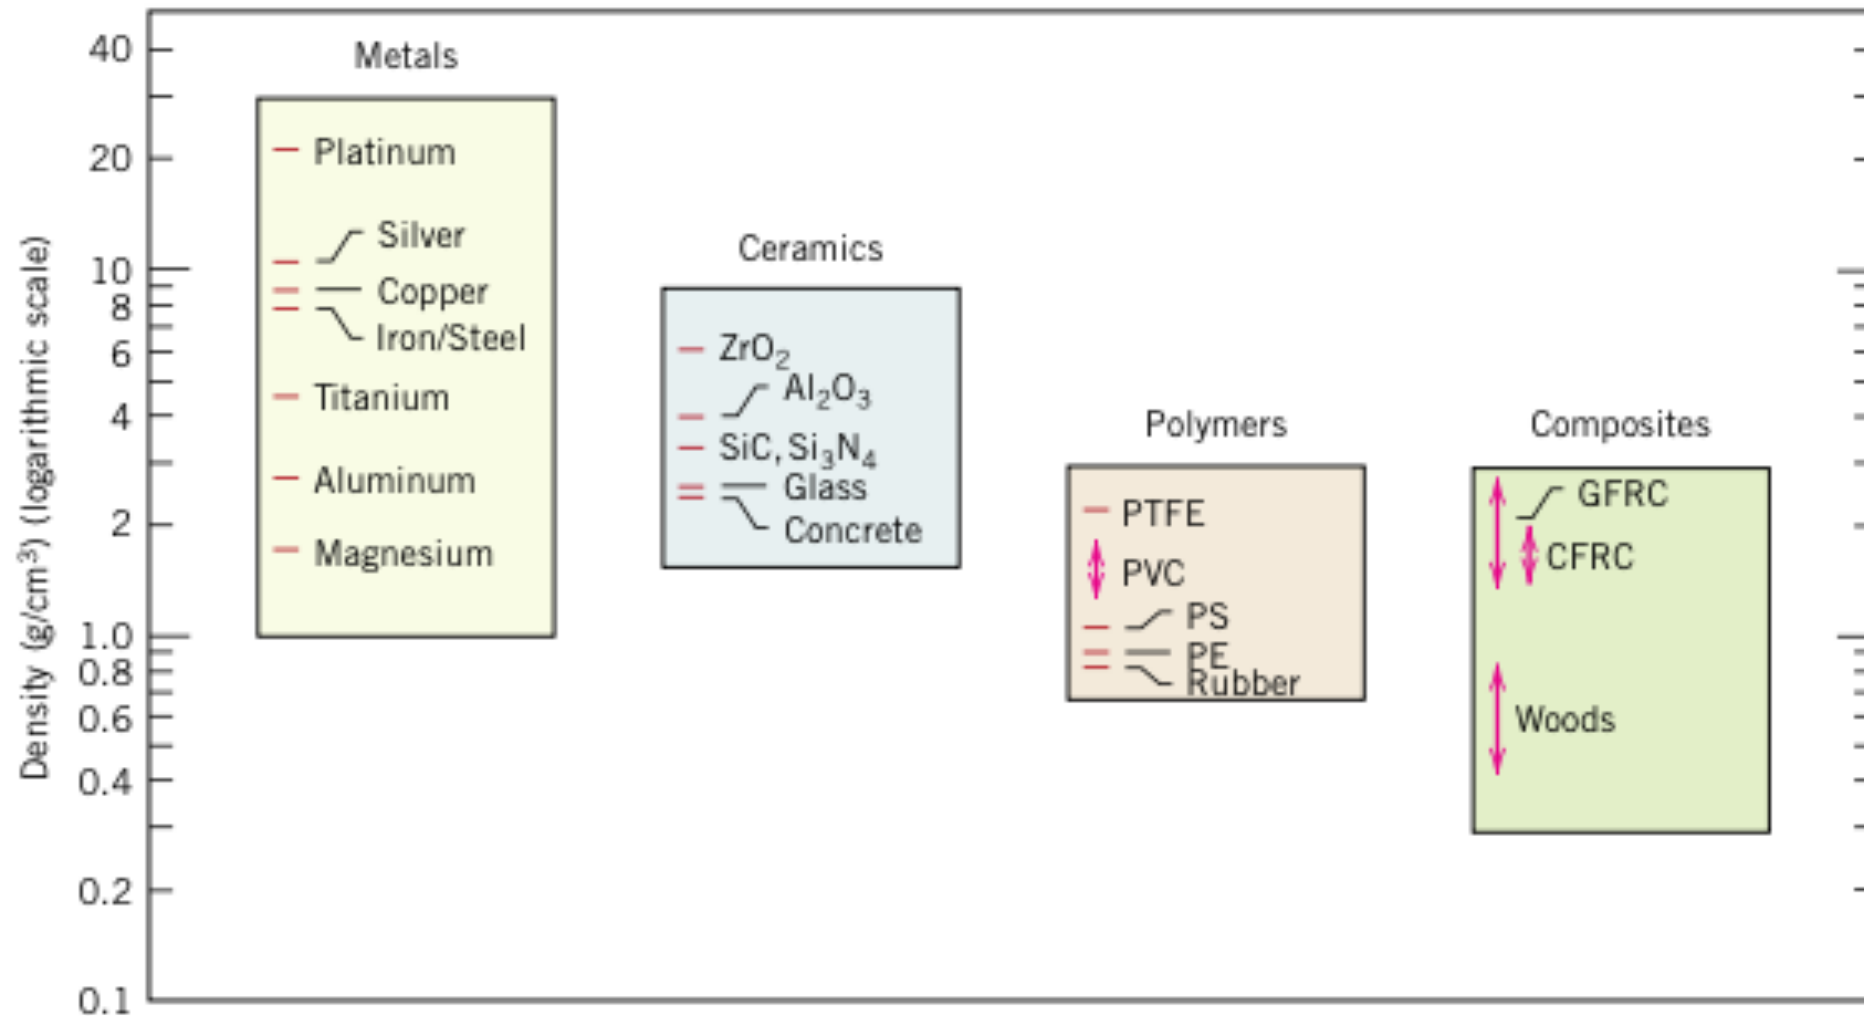 Density (g/cm³) (logarithmic scale)
40
20
10
8
6
4
2
1.0
0.8
0.6
0.4
0.2
0.1
Metals
Platinum
Silver
Copper
Iron/Steel
Titanium
Aluminum
Magnesium
Ceramics
ZrO₂
Al₂O₃
SiC, Si₃N₄
Glass
Concrete
Polymers
PTFE
PVC
PS
PE
Rubber
Composites
GFRC
CFRC
Woods